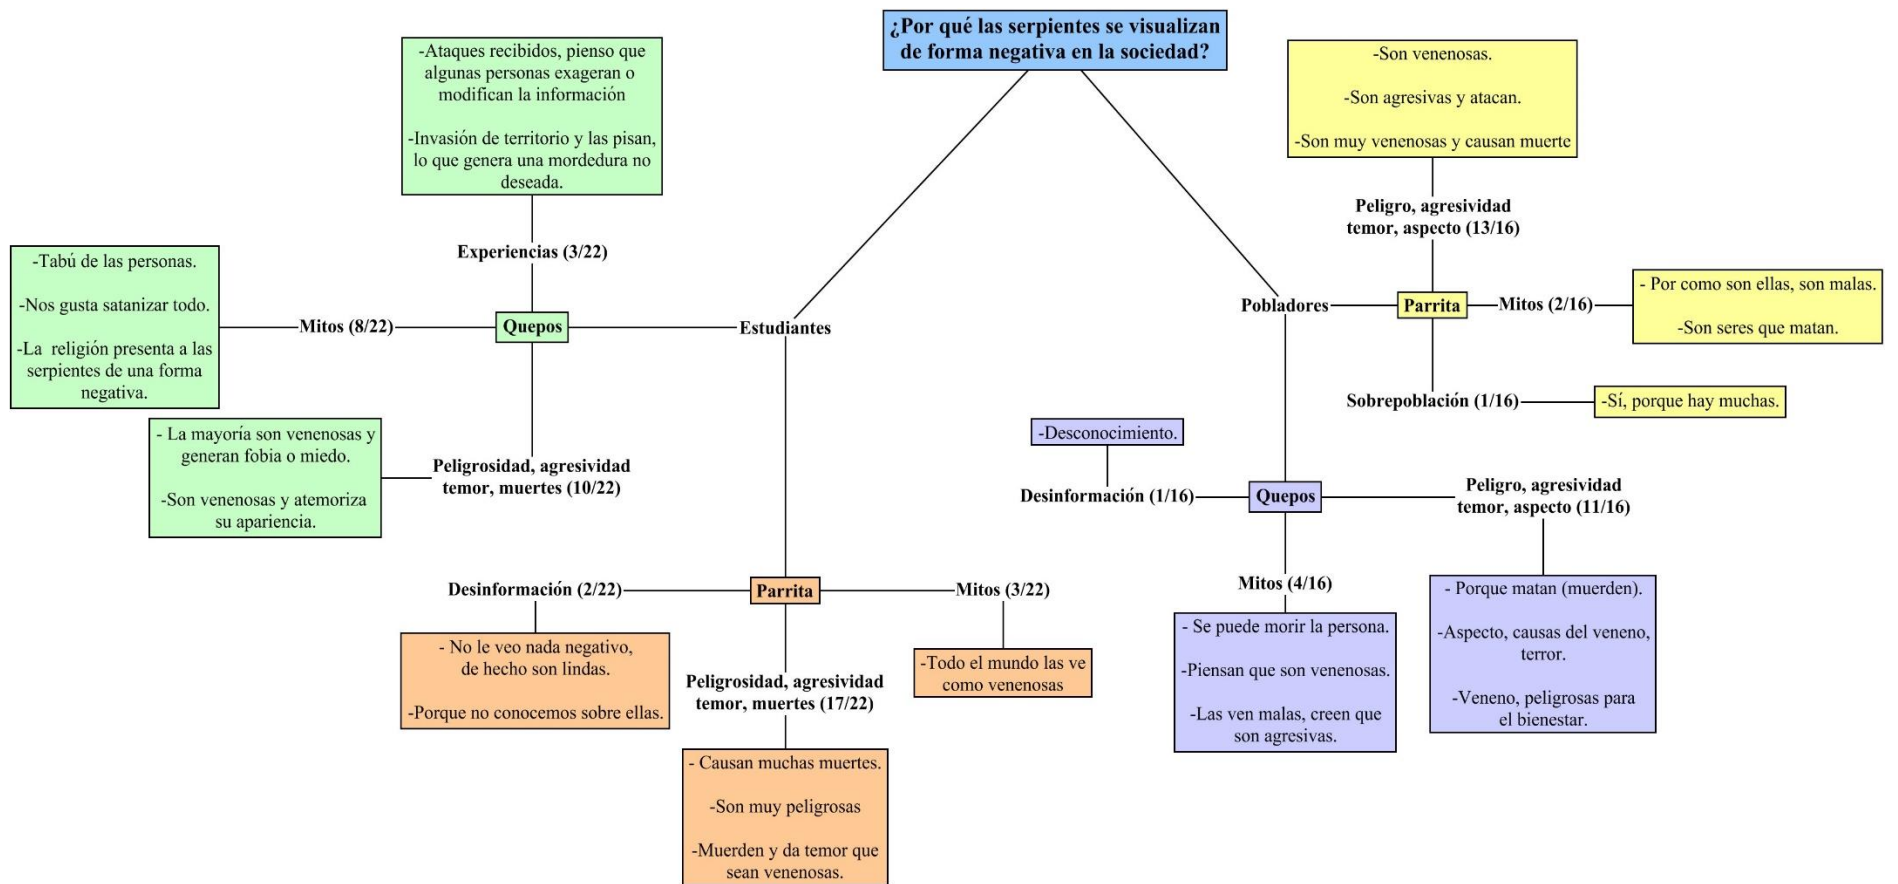 ¿Por qué las serpientes se visualizan
de forma negativa en la sociedad?
-Ataques recibidos, pienso que
algunas personas exageran o
modifican la información
-Invasión de territorio y las pisan,
lo que genera una mordedura no
deseada.
Experiencias (3/22)
-Tabú de las personas.
-Nos gusta satanizar todo.
-La religión presenta a las
serpientes de una forma
negativa.
Mitos (8/22)
Quepos
Estudiantes
- La mayoría son venenosas y
generan fobia o miedo.
-Son venenosas y atemoriza
su apariencia.
Peligrosidad, agresividad
temor, muertes (10/22)
Desinformación (2/22)
Parrita
Mitos (3/22)
- No le veo nada negativo,
de hecho son lindas.
-Porque no conocemos sobre ellas.
Peligrosidad, agresividad
temor, muertes (17/22)
-Todo el mundo las ve
como venenosas
- Causan muchas muertes.
-Son muy peligrosas
-Muerden y da temor que
sean venenosas.
-Son venenosas.
-Son agresivas y atacan.
-Son muy venenosas y causan muerte
Peligro, agresividad
temor, aspecto (13/16)
Pobladores
Parrita
Mitos (2/16)
- Por como son ellas, son malas.
-Son seres que matan.
Sobrepoblación (1/16)
-Sí, porque hay muchas.
-Desconocimiento.
Desinformación (1/16)
Quepos
Peligro, agresividad
temor, aspecto (11/16)
Mitos (4/16)
- Se puede morir la persona.
-Piensan que son venenosas.
-Las ven malas, creen que
son agresivas.
- Porque matan (muerden).
-Aspecto, causas del veneno,
terror.
-Veneno, peligrosas para
el bienestar.